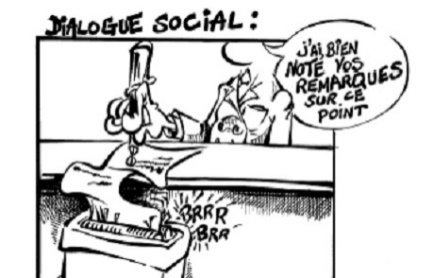 DIALOGUE SOCIAL :
J'AI BIEN
NOTÉ VOS
REMARQUES
SUR CE
POINT
BRRR
BRR